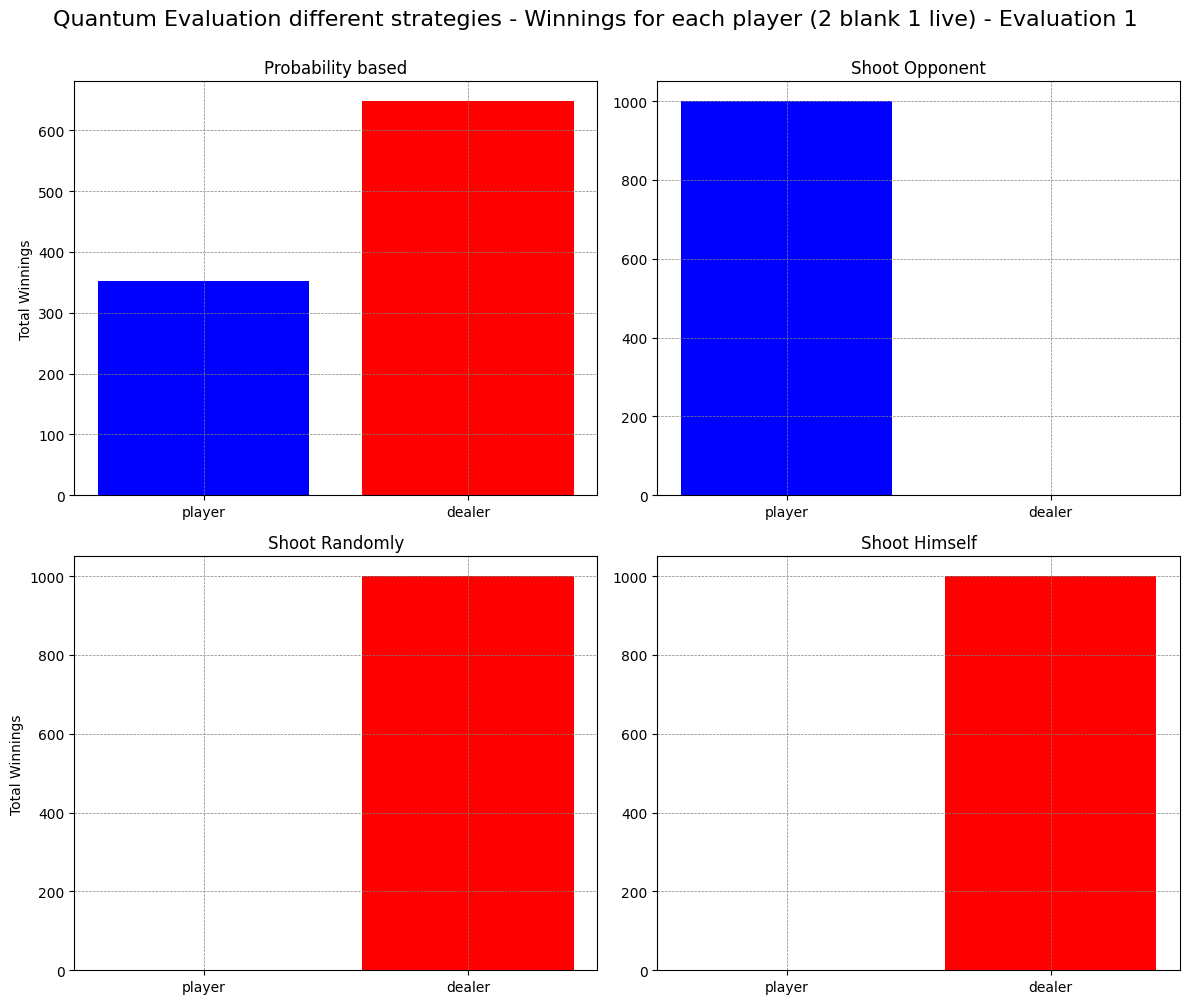 Quantum Evaluation different strategies - Winnings for each player (2 blank 1 live) - Evaluation 1
Probability based
Total Winnings
600
500
400
300
200
100
0
player dealer
Shoot Opponent
1000
800
600
400
200
0
player dealer
Shoot Randomly
Total Winnings
1000
800
600
400
200
0
player dealer
Shoot Himself
1000
800
600
400
200
0
player dealer